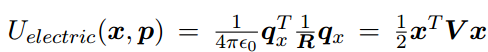 U_{electric}(x, p) = \frac{1}{4\pi\epsilon_0} q_x^T \frac{1}{R} q_x = \frac{1}{2} x^T V x